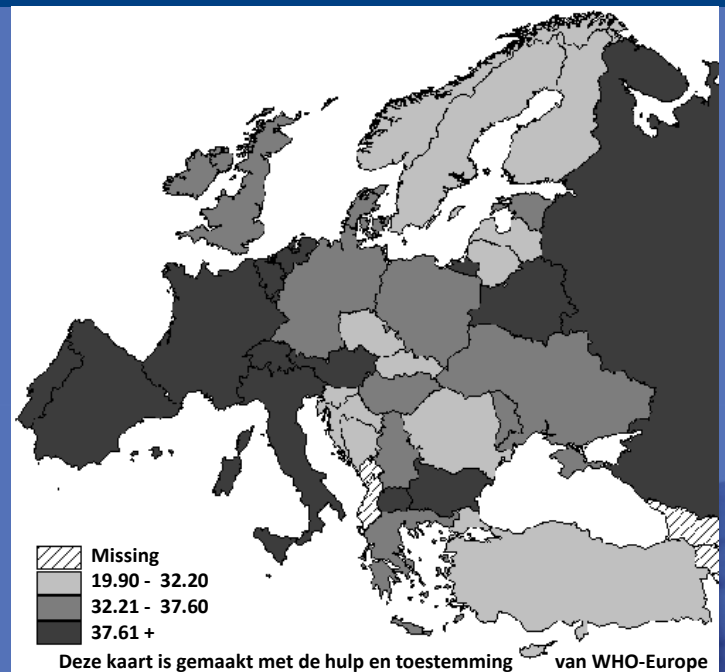 Missing
19.90 - 32.20
32.21 - 37.60
37.61 +
Deze kaart is gemaakt met de hulp en toestemming van WHO-Europe